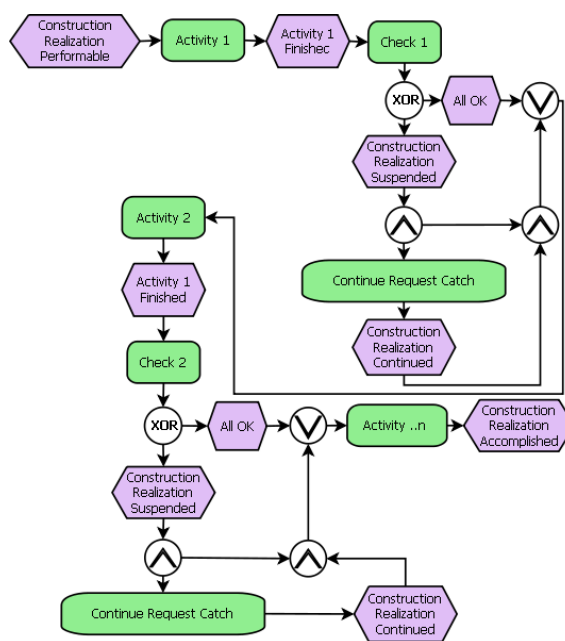 Construction
Realization
Performable
Activity 1
Activity 1
Finishec
Check 1
XOR
All OK
Construction
Realization
Suspended
Continue Request Catch
Construction
Realization
Continued
Activity 2
Activity 1
Finished
Check 2
XOR
All OK
Activity ..n
Construction
Realization
Accomplished
Construction
Realization
Suspended
Continue Request Catch
Construction
Realization
Continued